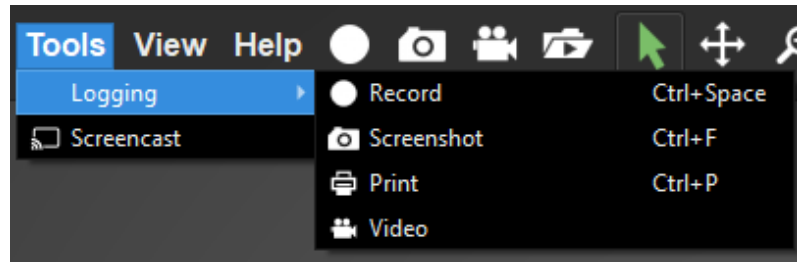 Tools View Help
Logging
Record Ctrl+Space
Screencast
Screenshot Ctrl+F
Print Ctrl+P
Video